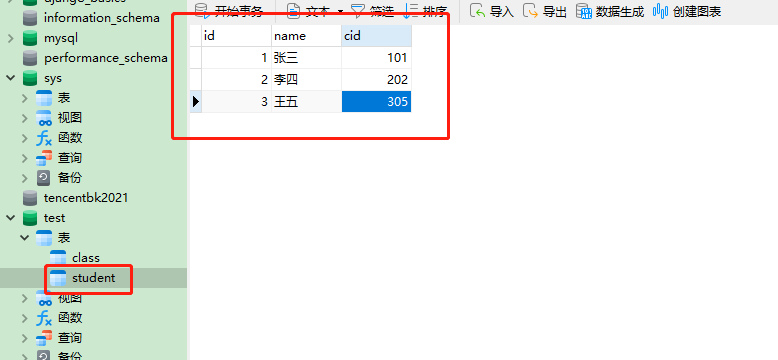 django_basics
information_schema
mysql
performance_schema
sys
表
视图
函数
查询
备份
tencentbk2021
test
表
class
student
视图
函数
查询
备份
开始事务 文本 筛选 排序 导入 导出 数据生成 创建图表
id name cid
1 张三 101
2 李四 202
3 王五 305